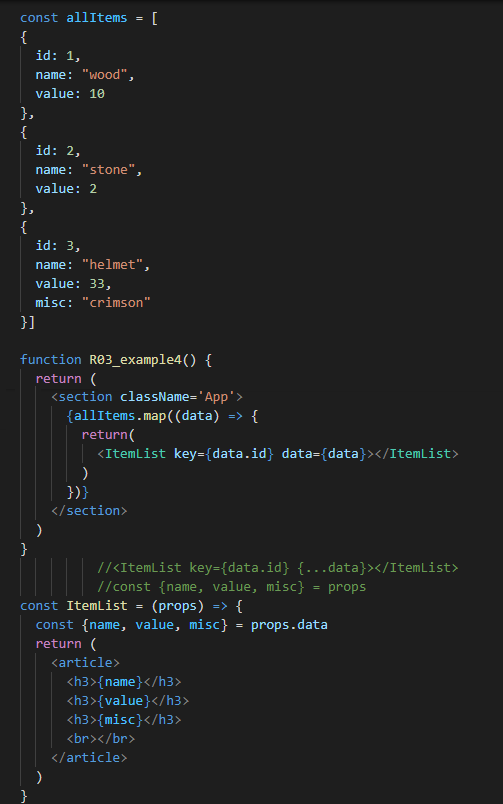 const allItems = [
{
  id: 1,
  name: "wood",
  value: 10
},
{
  id: 2,
  name: "stone",
  value: 2
},
{
  id: 3,
  name: "helmet",
  value: 33,
  misc: "crimson"
}]

function R03_example4() {
  return (
    <section className='App'>
      {allItems.map((data) => {
        return(
          <ItemList key={data.id} data={data}></ItemList>
        )
      })}
    </section>
  )
}
          //<ItemList key={data.id} {...data}></ItemList>
          //const {name, value, misc} = props
const ItemList = (props) => {
  const {name, value, misc} = props.data
  return (
    <article>
      <h3>{name}</h3>
      <h3>{value}</h3>
      <h3>{misc}</h3>
      <br></br>
    </article>
  )
}